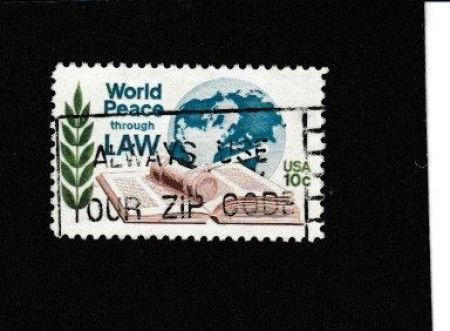 World
Peace
through
LAW
ALWAYS USE
YOUR ZIP CODE
USA
10c